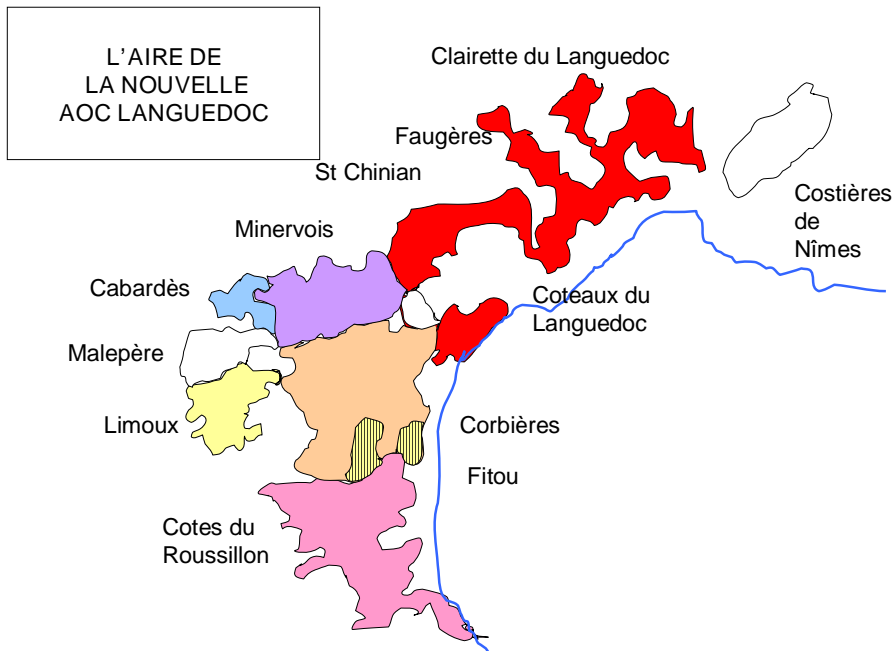 L'AIRE DE
LA NOUVELLE
AOC LANGUEDOC
Clairette du Languedoc
Faugères
St Chinian
Costières
de
Nîmes
Minervois
Cabardès
Coteaux du
Languedoc
Malepère
Limoux
Corbières
Fitou
Cotes du
Roussillon